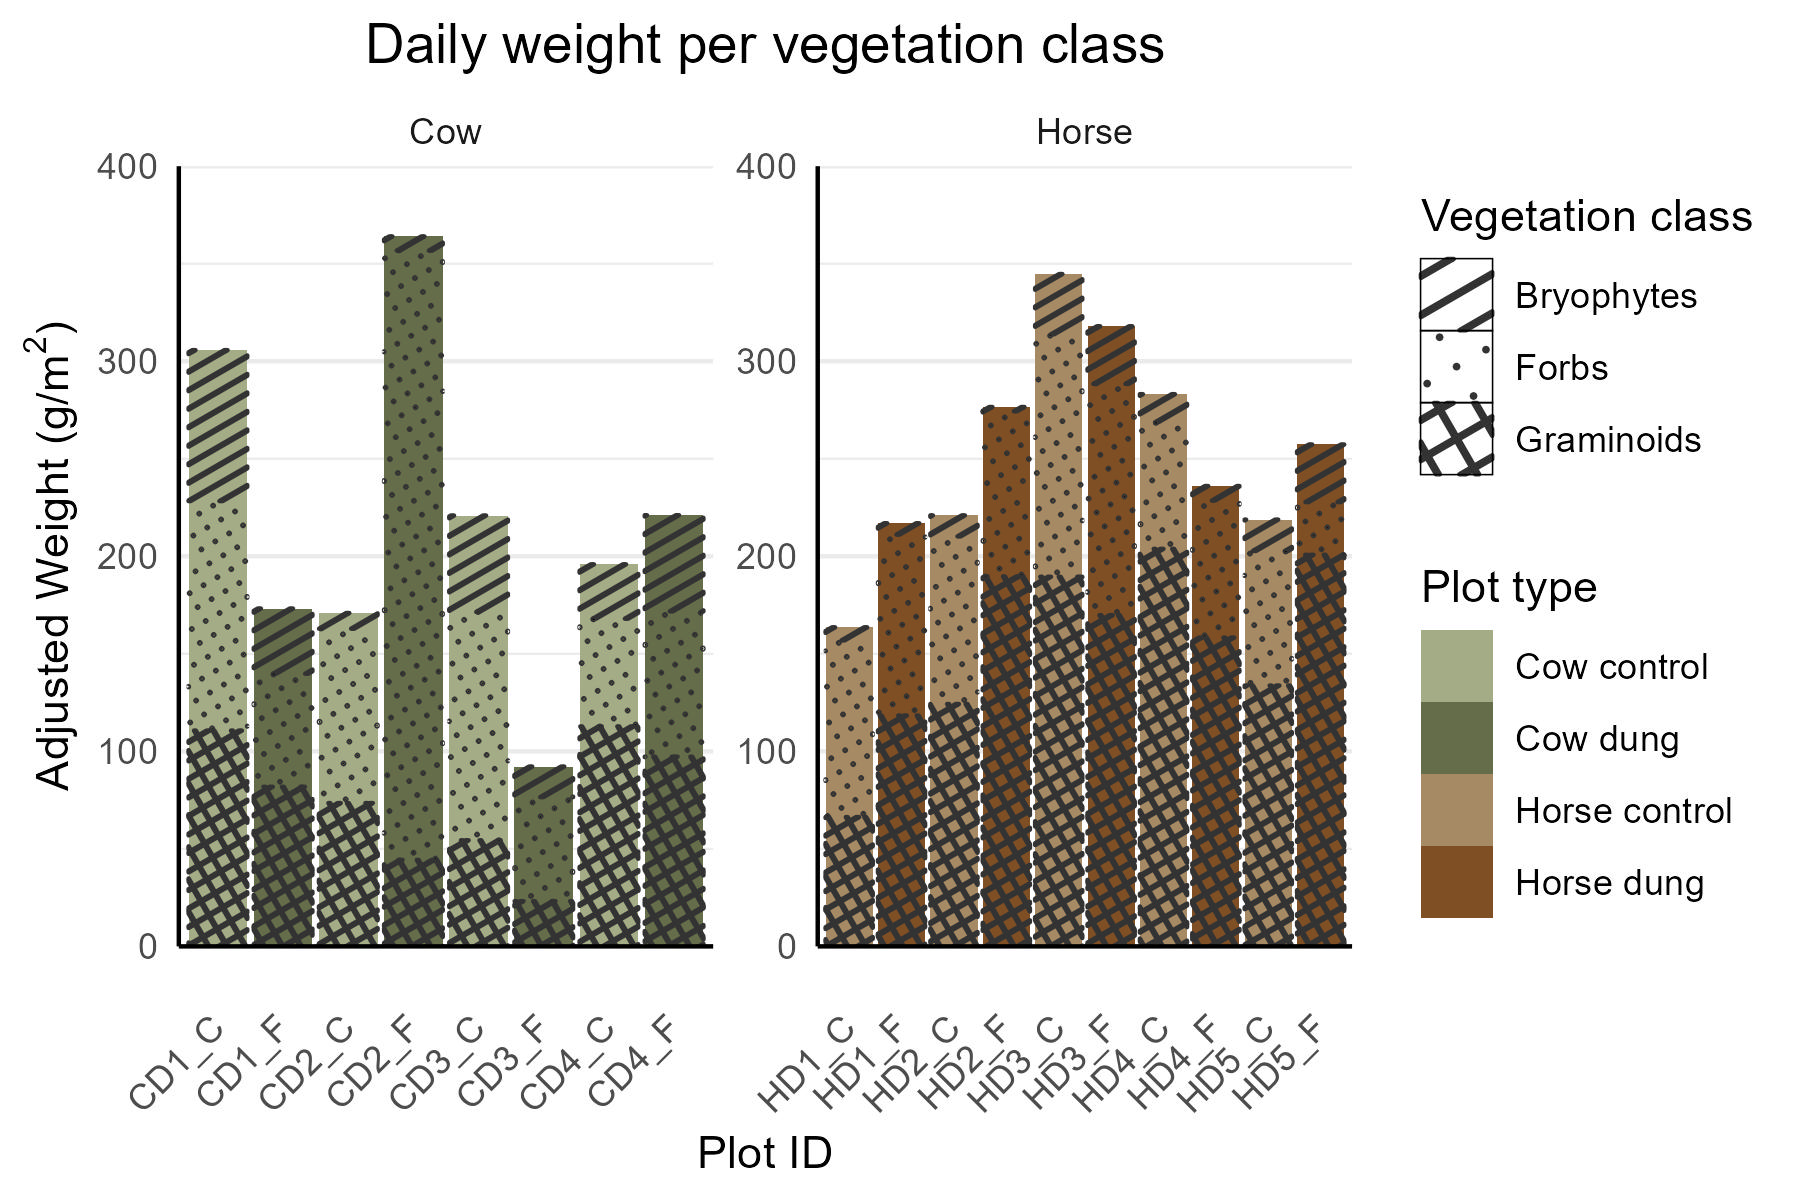 Daily weight per vegetation class
Cow
Horse
Adjusted Weight (g/m²)
400
300
200
100
0
400
300
200
100
0
CD1_C
CD1_F
CD2_C
CD2_F
CD3_C
CD3_F
CD4_C
CD4_F
HD1_C
HD1_F
HD2_C
HD2_F
HD3_C
HD3_F
HD4_C
HD4_F
HD5_C
HD5_F
Plot ID
Vegetation class
Bryophytes
Forbs
Graminoids
Plot type
Cow control
Cow dung
Horse control
Horse dung